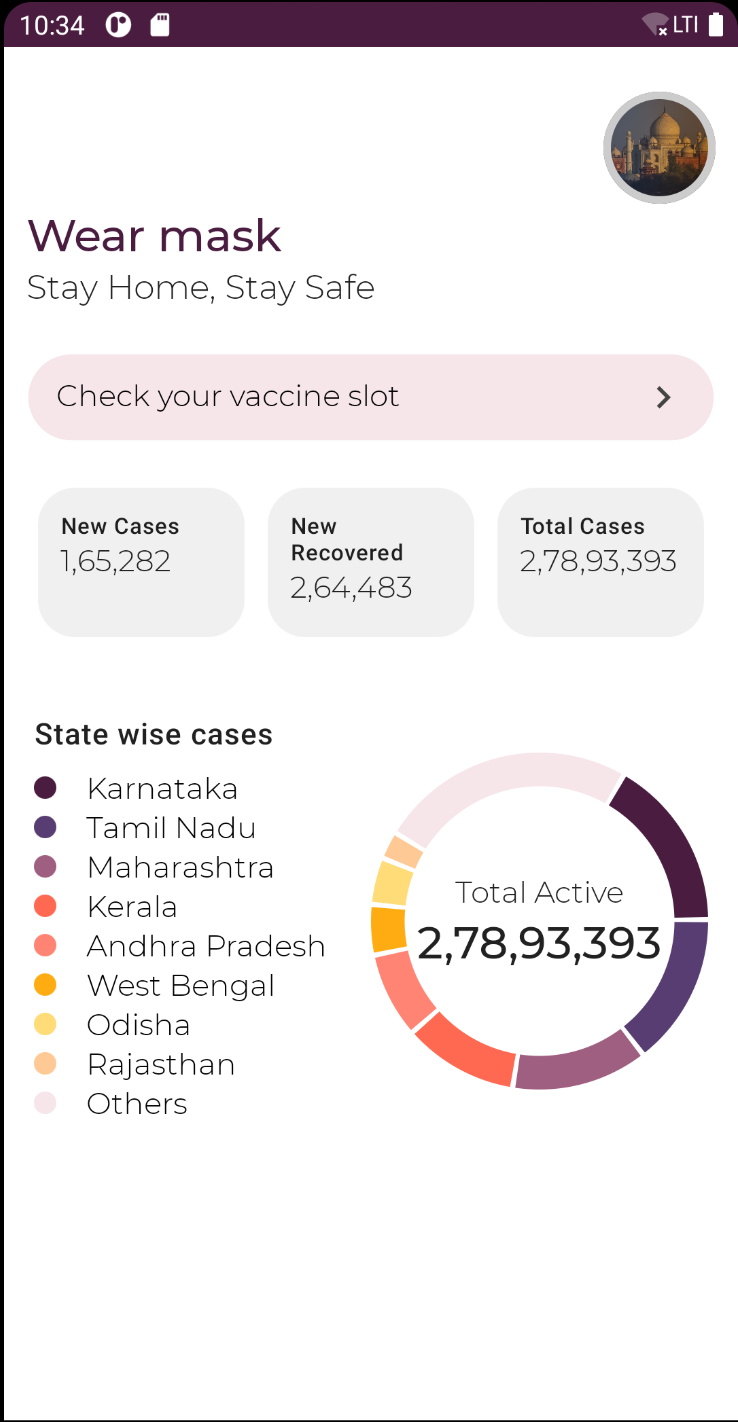 10:34
LTI
Wear mask
Stay Home, Stay Safe
Check your vaccine slot
New Cases
1,65,282
New
Recovered
2,64,483
Total Cases
2,78,93,393
State wise cases
Karnataka
Tamil Nadu
Maharashtra
Kerala
Andhra Pradesh
West Bengal
Odisha
Rajasthan
Others
Total Active
2,78,93,393